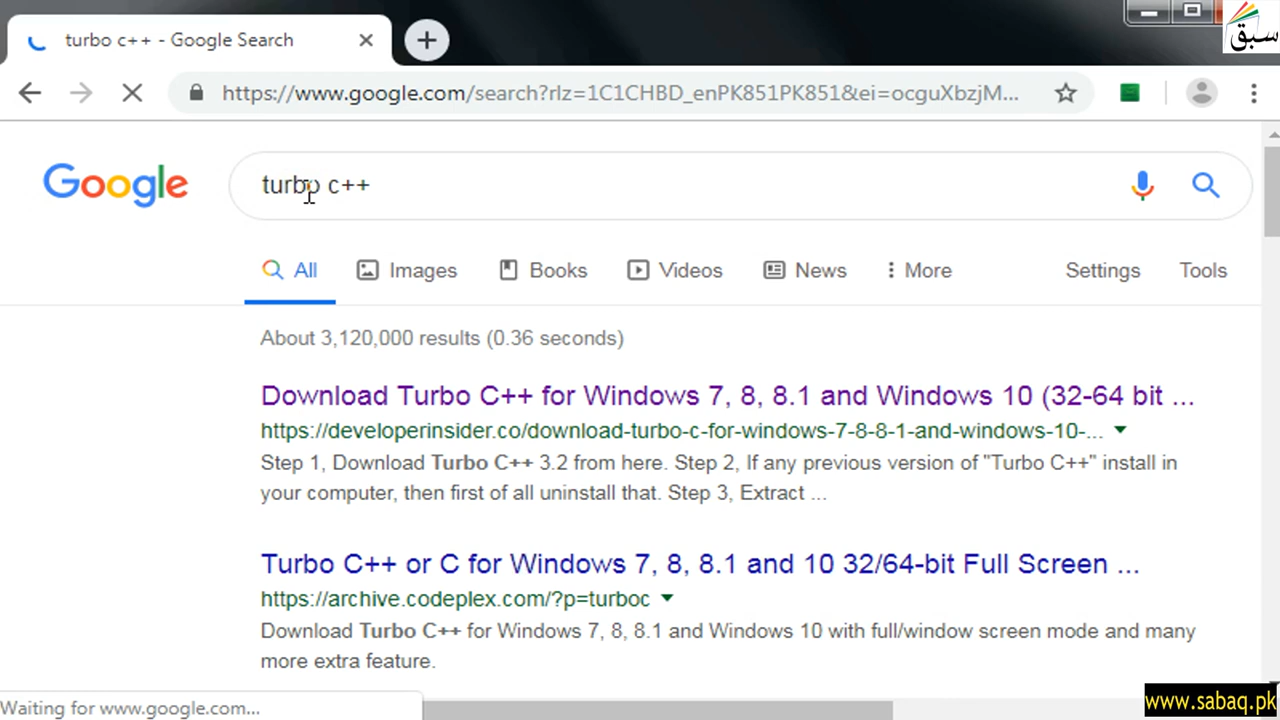 turbo c++ - Google Search
سبق
https://www.google.com/search?rlz=1C1CHBD_enPK851PK851&ei=ocguXbzjM...
Google
turbo c++
All Images Books Videos News More Settings Tools
About 3,120,000 results (0.36 seconds)
Download Turbo C++ for Windows 7, 8, 8.1 and Windows 10 (32-64 bit ...
https://developerinsider.co/download-turbo-c-for-windows-7-8-8-1-and-windows-10-...
Step 1, Download Turbo C++ 3.2 from here. Step 2, If any previous version of "Turbo C++" install in
your computer, then first of all uninstall that. Step 3, Extract ...
Turbo C++ or C for Windows 7, 8, 8.1 and 10 32/64-bit Full Screen ...
https://archive.codeplex.com/?p=turboc
Download Turbo C++ for Windows 7, 8, 8.1 and Windows 10 with full/window screen mode and many
more extra feature.
Waiting for www.google.com...
www.sabaq.pk